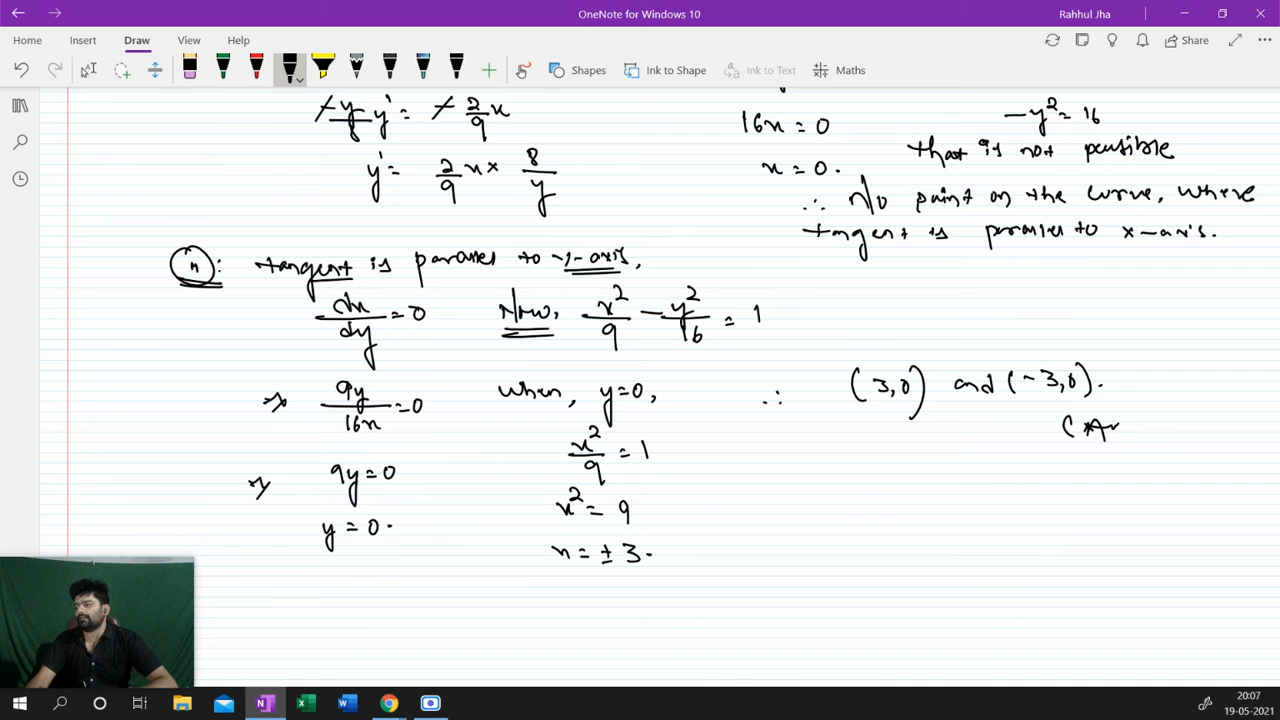 OneNote for Windows 10
Rahhul Jha
Home Insert Draw View Help
Share
Shapes
Ink to Shape
Ink to Text
Maths
-y/8 y' = -2/9 x
y' = 2/9 x × 8/y
16x = 0
x = 0.
-y² = 16
that is not possible
∴ No point on the curve, where
tangent is parallel to x-axis.
(ii): tangent is parallel to y-axis,
dx/dy = 0
⇒ 9y/16x = 0
⇒ 9y = 0
y = 0.
Now, x²/9 - y²/16 = 1
when, y=0,
x²/9 = 1
x² = 9
x = ± 3.
∴ (3,0) and (-3,0).
(A
20:07
19-05-2021